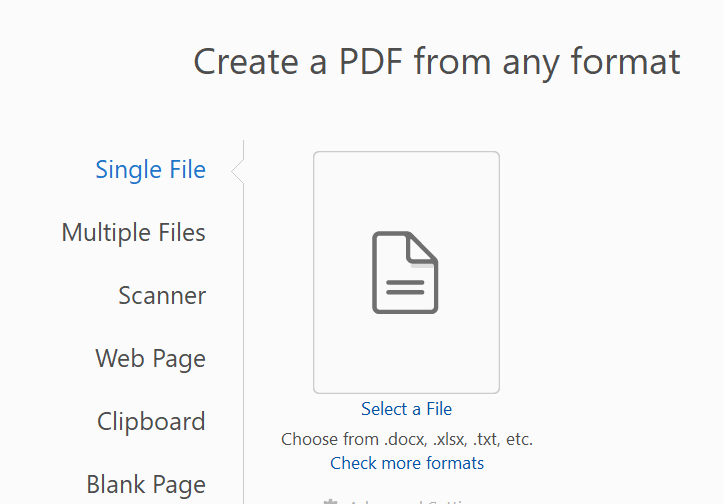 Create a PDF from any format
Single File
Multiple Files
Scanner
Web Page
Clipboard
Blank Page
Select a File
Choose from .docx, .xlsx, .txt, etc.
Check more formats